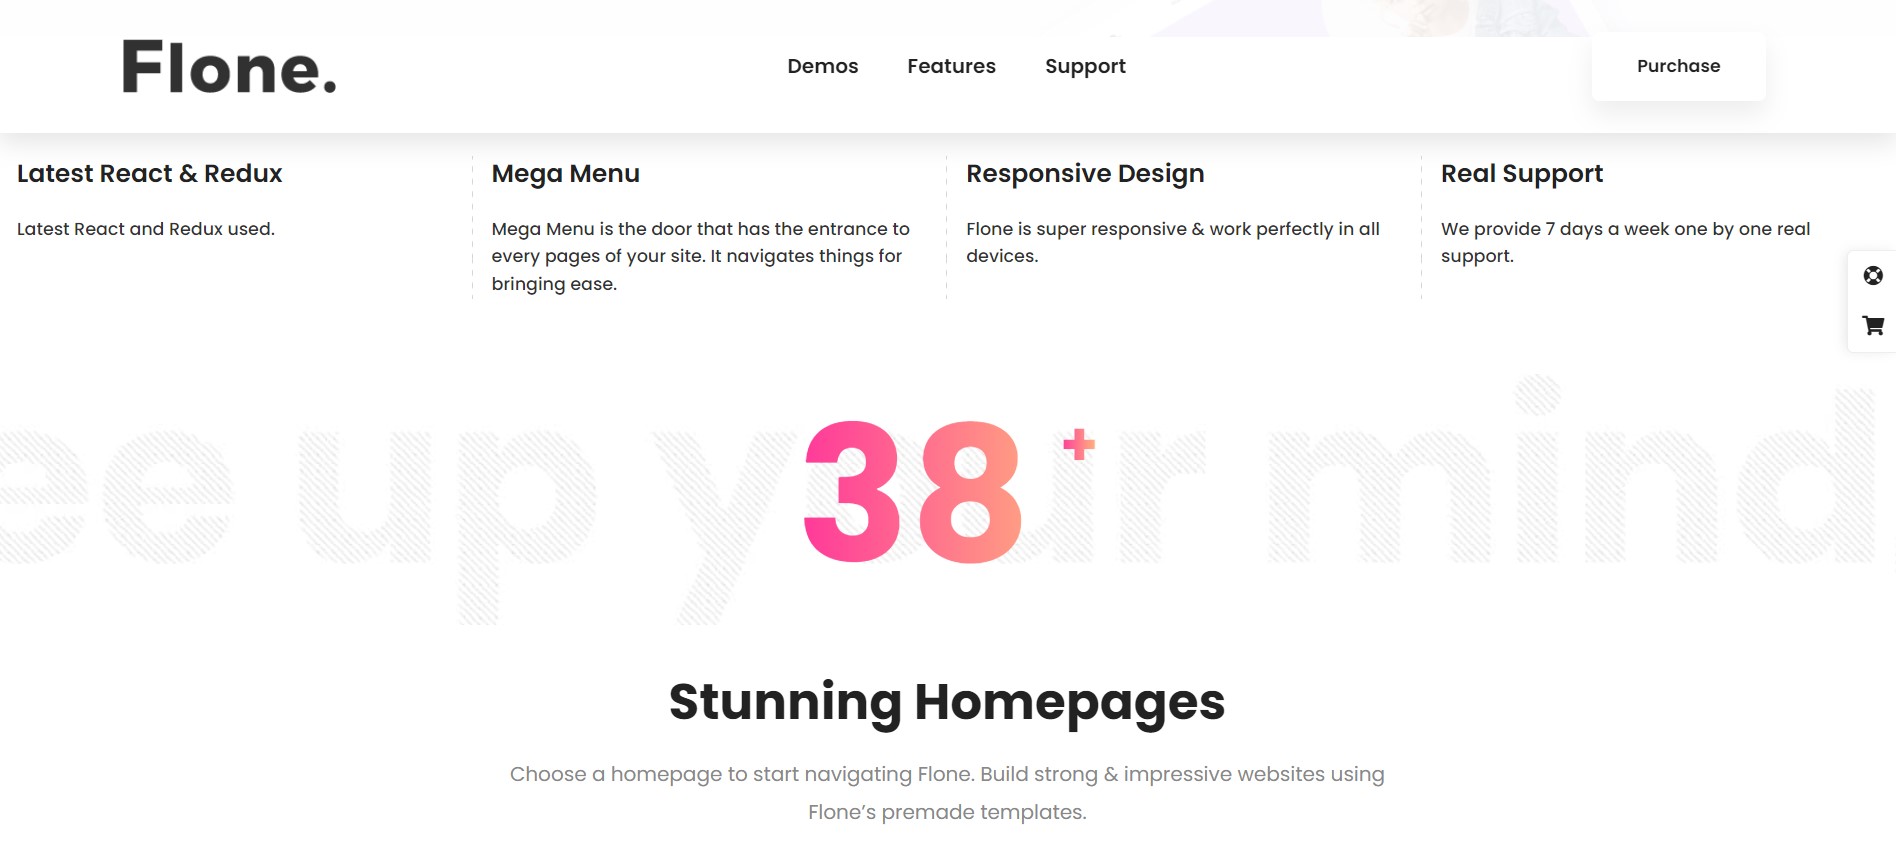 Flone.
Demos
Features
Support
Purchase
Latest React & Redux
Latest React and Redux used.
Mega Menu
Mega Menu is the door that has the entrance to
every pages of your site. It navigates things for
bringing ease.
Responsive Design
Flone is super responsive & work perfectly in all
devices.
Real Support
We provide 7 days a week one by one real
support.
ee up your mind,
38+
Stunning Homepages
Choose a homepage to start navigating Flone. Build strong & impressive websites using
Flone’s premade templates.